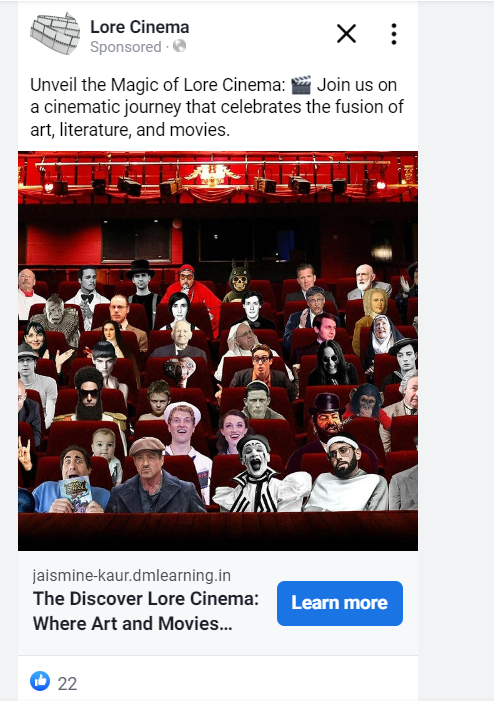 Lore Cinema
Sponsored ·
Unveil the Magic of Lore Cinema: 🎬 Join us on
a cinematic journey that celebrates the fusion of
art, literature, and movies.
jaismine-kaur.dmlearning.in
The Discover Lore Cinema:
Where Art and Movies...
Learn more
22